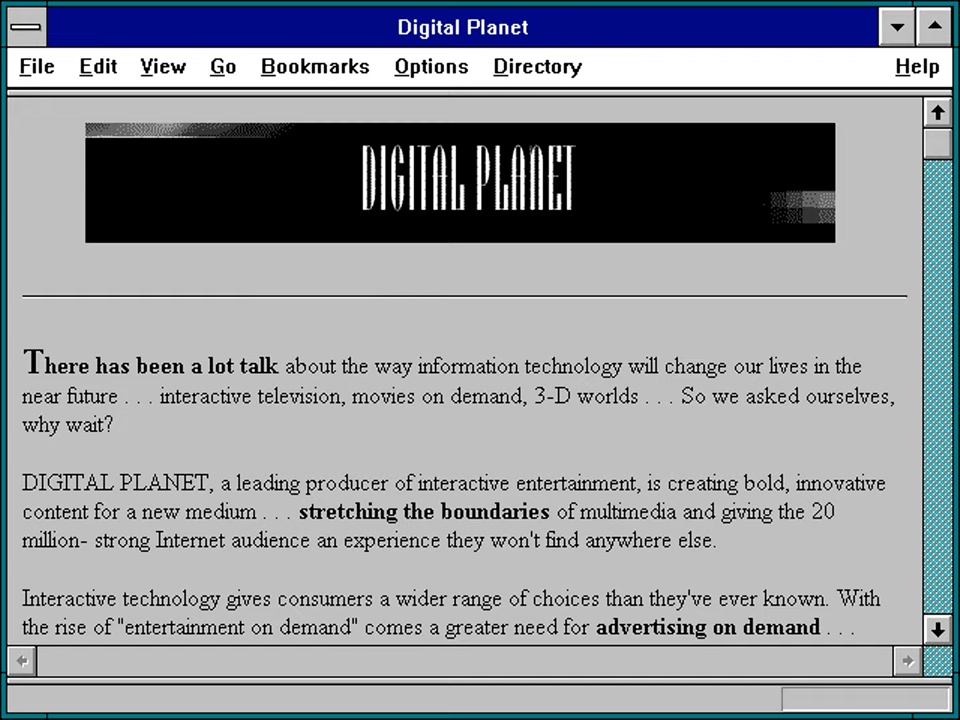 Digital Planet
File Edit View Go Bookmarks Options Directory Help
DIGITAL PLANET
There has been a lot talk about the way information technology will change our lives in the
near future . . . interactive television, movies on demand, 3-D worlds . . . So we asked ourselves,
why wait?
DIGITAL PLANET, a leading producer of interactive entertainment, is creating bold, innovative
content for a new medium . . . stretching the boundaries of multimedia and giving the 20
million- strong Internet audience an experience they won't find anywhere else.
Interactive technology gives consumers a wider range of choices than they've ever known. With
the rise of "entertainment on demand" comes a greater need for advertising on demand . . .